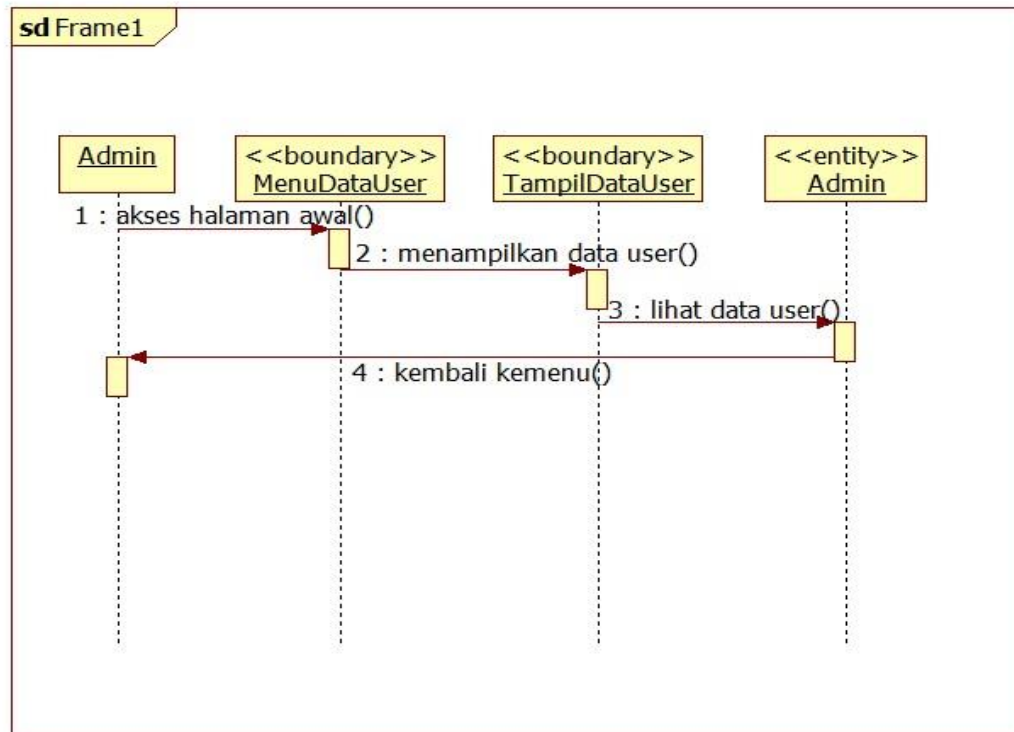 sd Frame1
Admin
<<boundary>>
MenuDataUser
<<boundary>>
TampilDataUser
<<entity>>
Admin
1 : akses halaman awal()
2 : menampilkan data user()
3 : lihat data user()
4 : kembali kemenu()